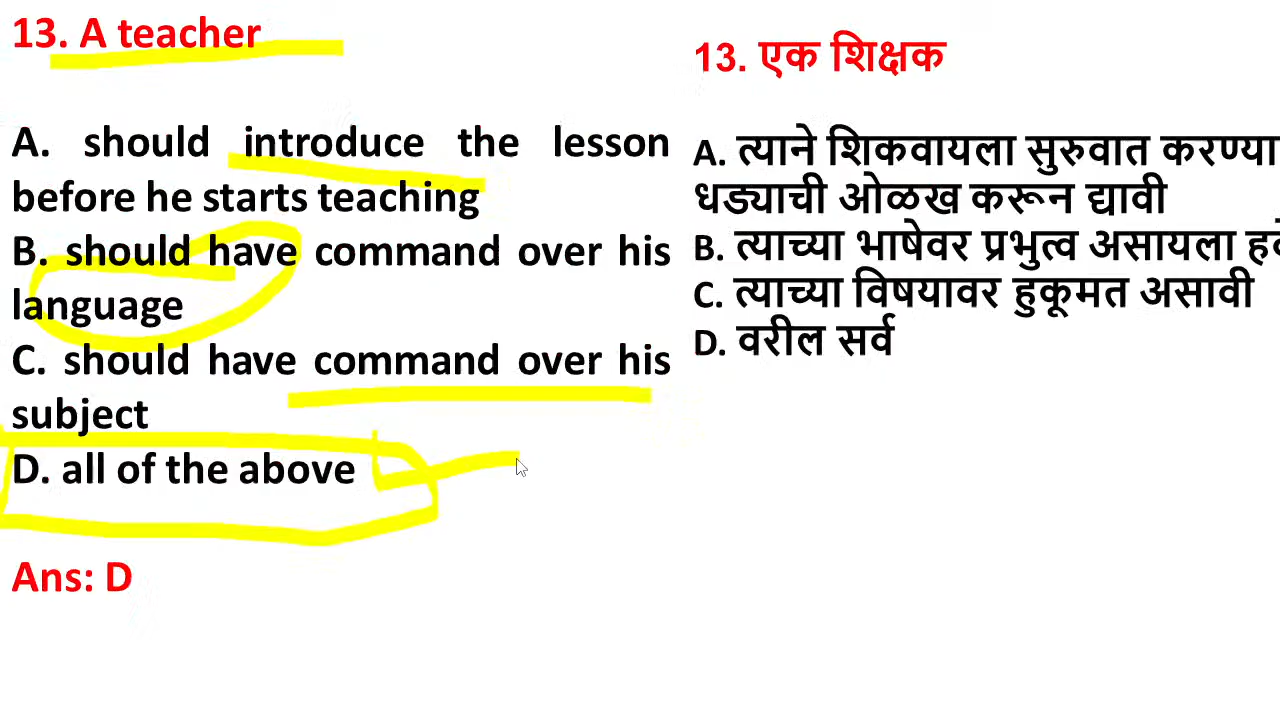 13. A teacher
A. should introduce the lesson
before he starts teaching
B. should have command over his
language
C. should have command over his
subject
D. all of the above
Ans: D
13. एक शिक्षक
A. त्याने शिकवायला सुरुवात करण्या
धड्याची ओळख करून द्यावी
B. त्याच्या भाषेवर प्रभुत्व असायला
C. त्याच्या विषयावर हुकूमत असावी
D. वरील सर्व